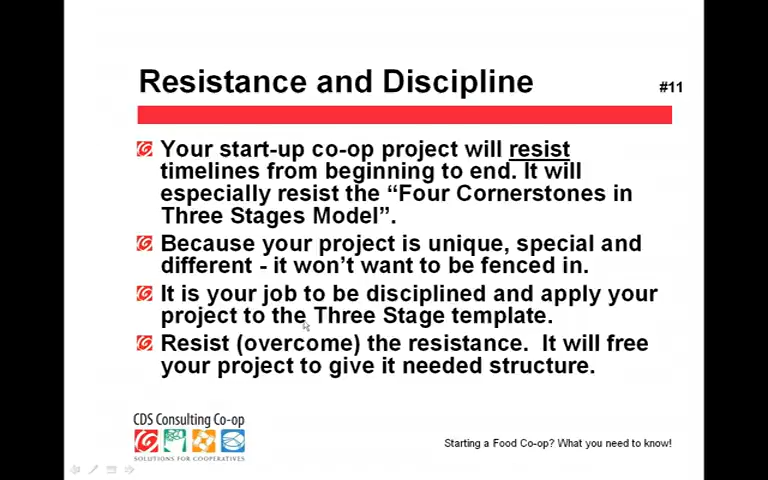 Resistance and Discipline
#11
Your start-up co-op project will resist
timelines from beginning to end. It will
especially resist the “Four Cornerstones in
Three Stages Model”.
Because your project is unique, special and
different - it won’t want to be fenced in.
It is your job to be disciplined and apply your
project to the Three Stage template.
Resist (overcome) the resistance. It will free
your project to give it needed structure.
CDS Consulting Co-op
SOLUTIONS FOR COOPERATIVES
Starting a Food Co-op? What you need to know!